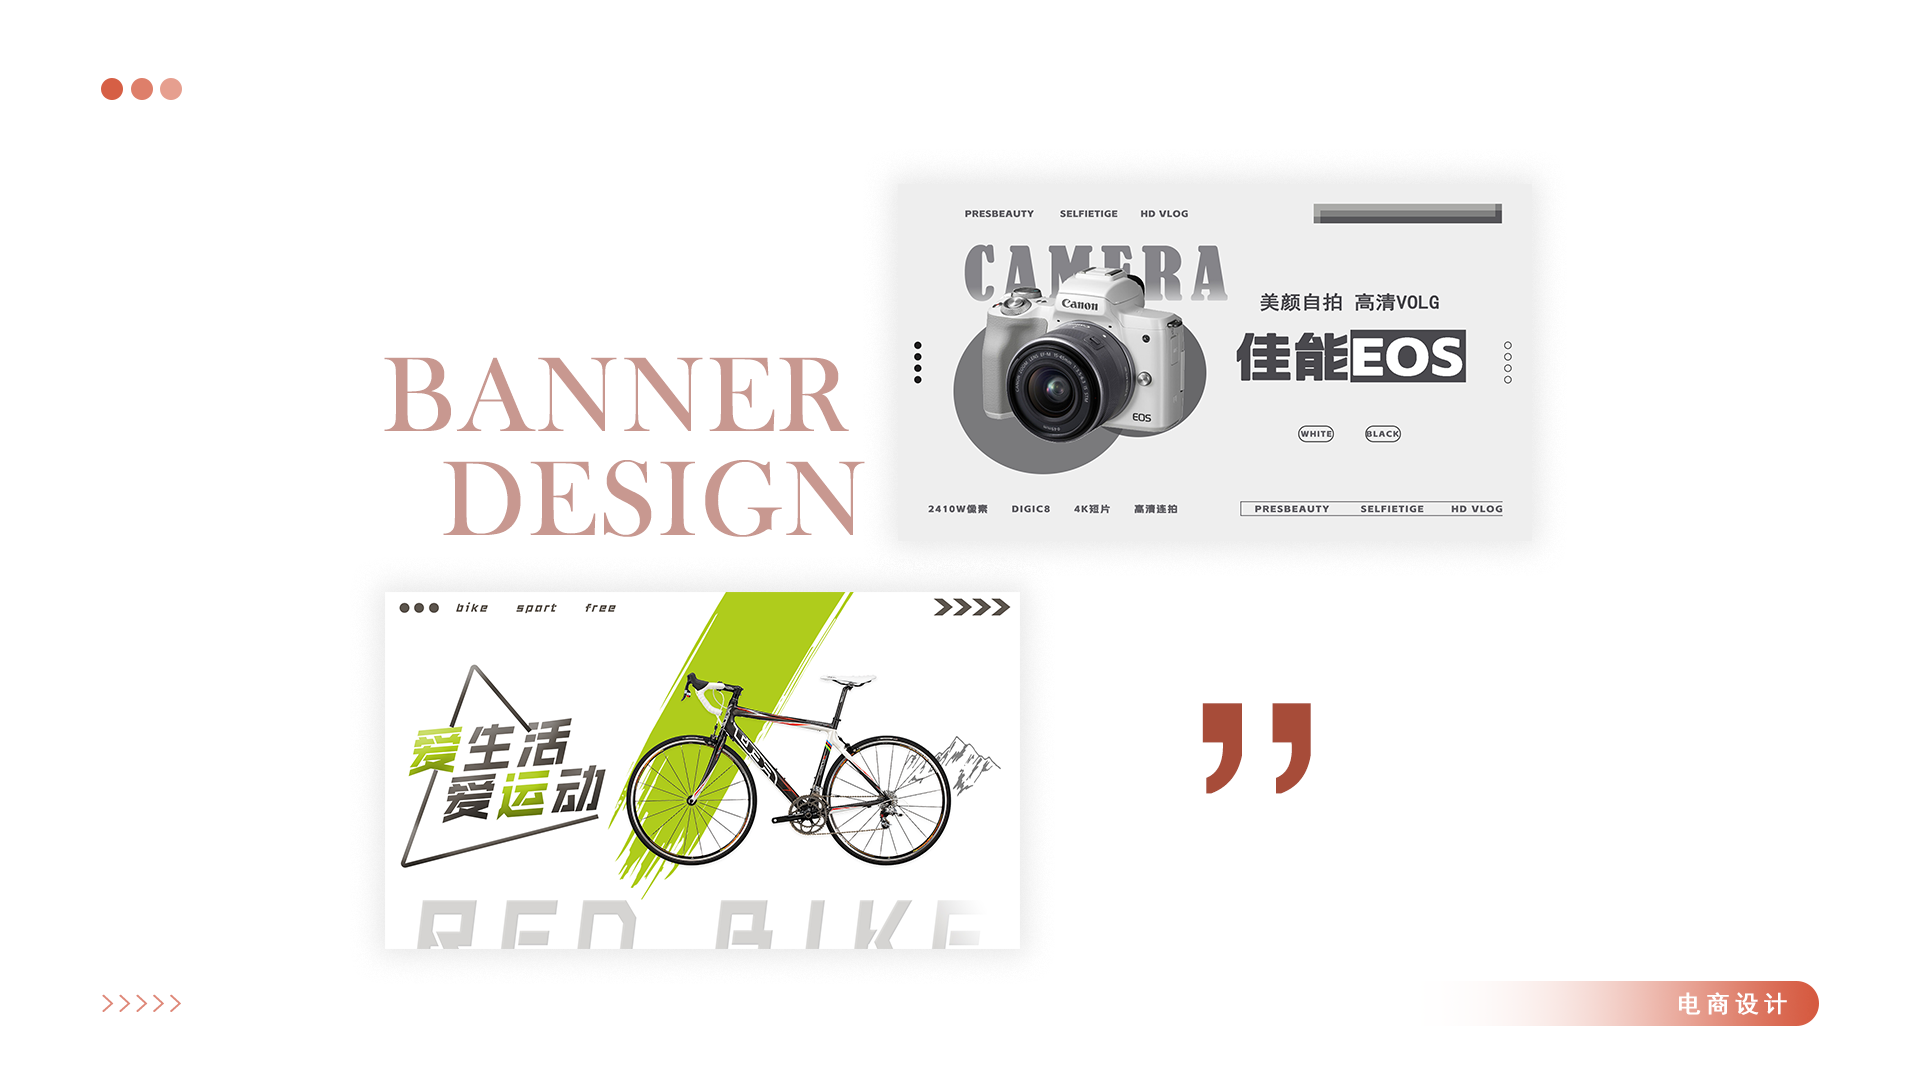 BANNER
DESIGN
PRESBEAUTY SELFIETIGE HD VLOG
CAMERA
Canon
EOS
美颜自拍 高清VOLG
佳能EOS
WHITE BLACK
2410W像素 DIGIC8 4K短片 高清连拍
PRESBEAUTY SELFIETIGE HD VLOG
bike sport free
爱生活
爱运动
RED BIKE
电商设计